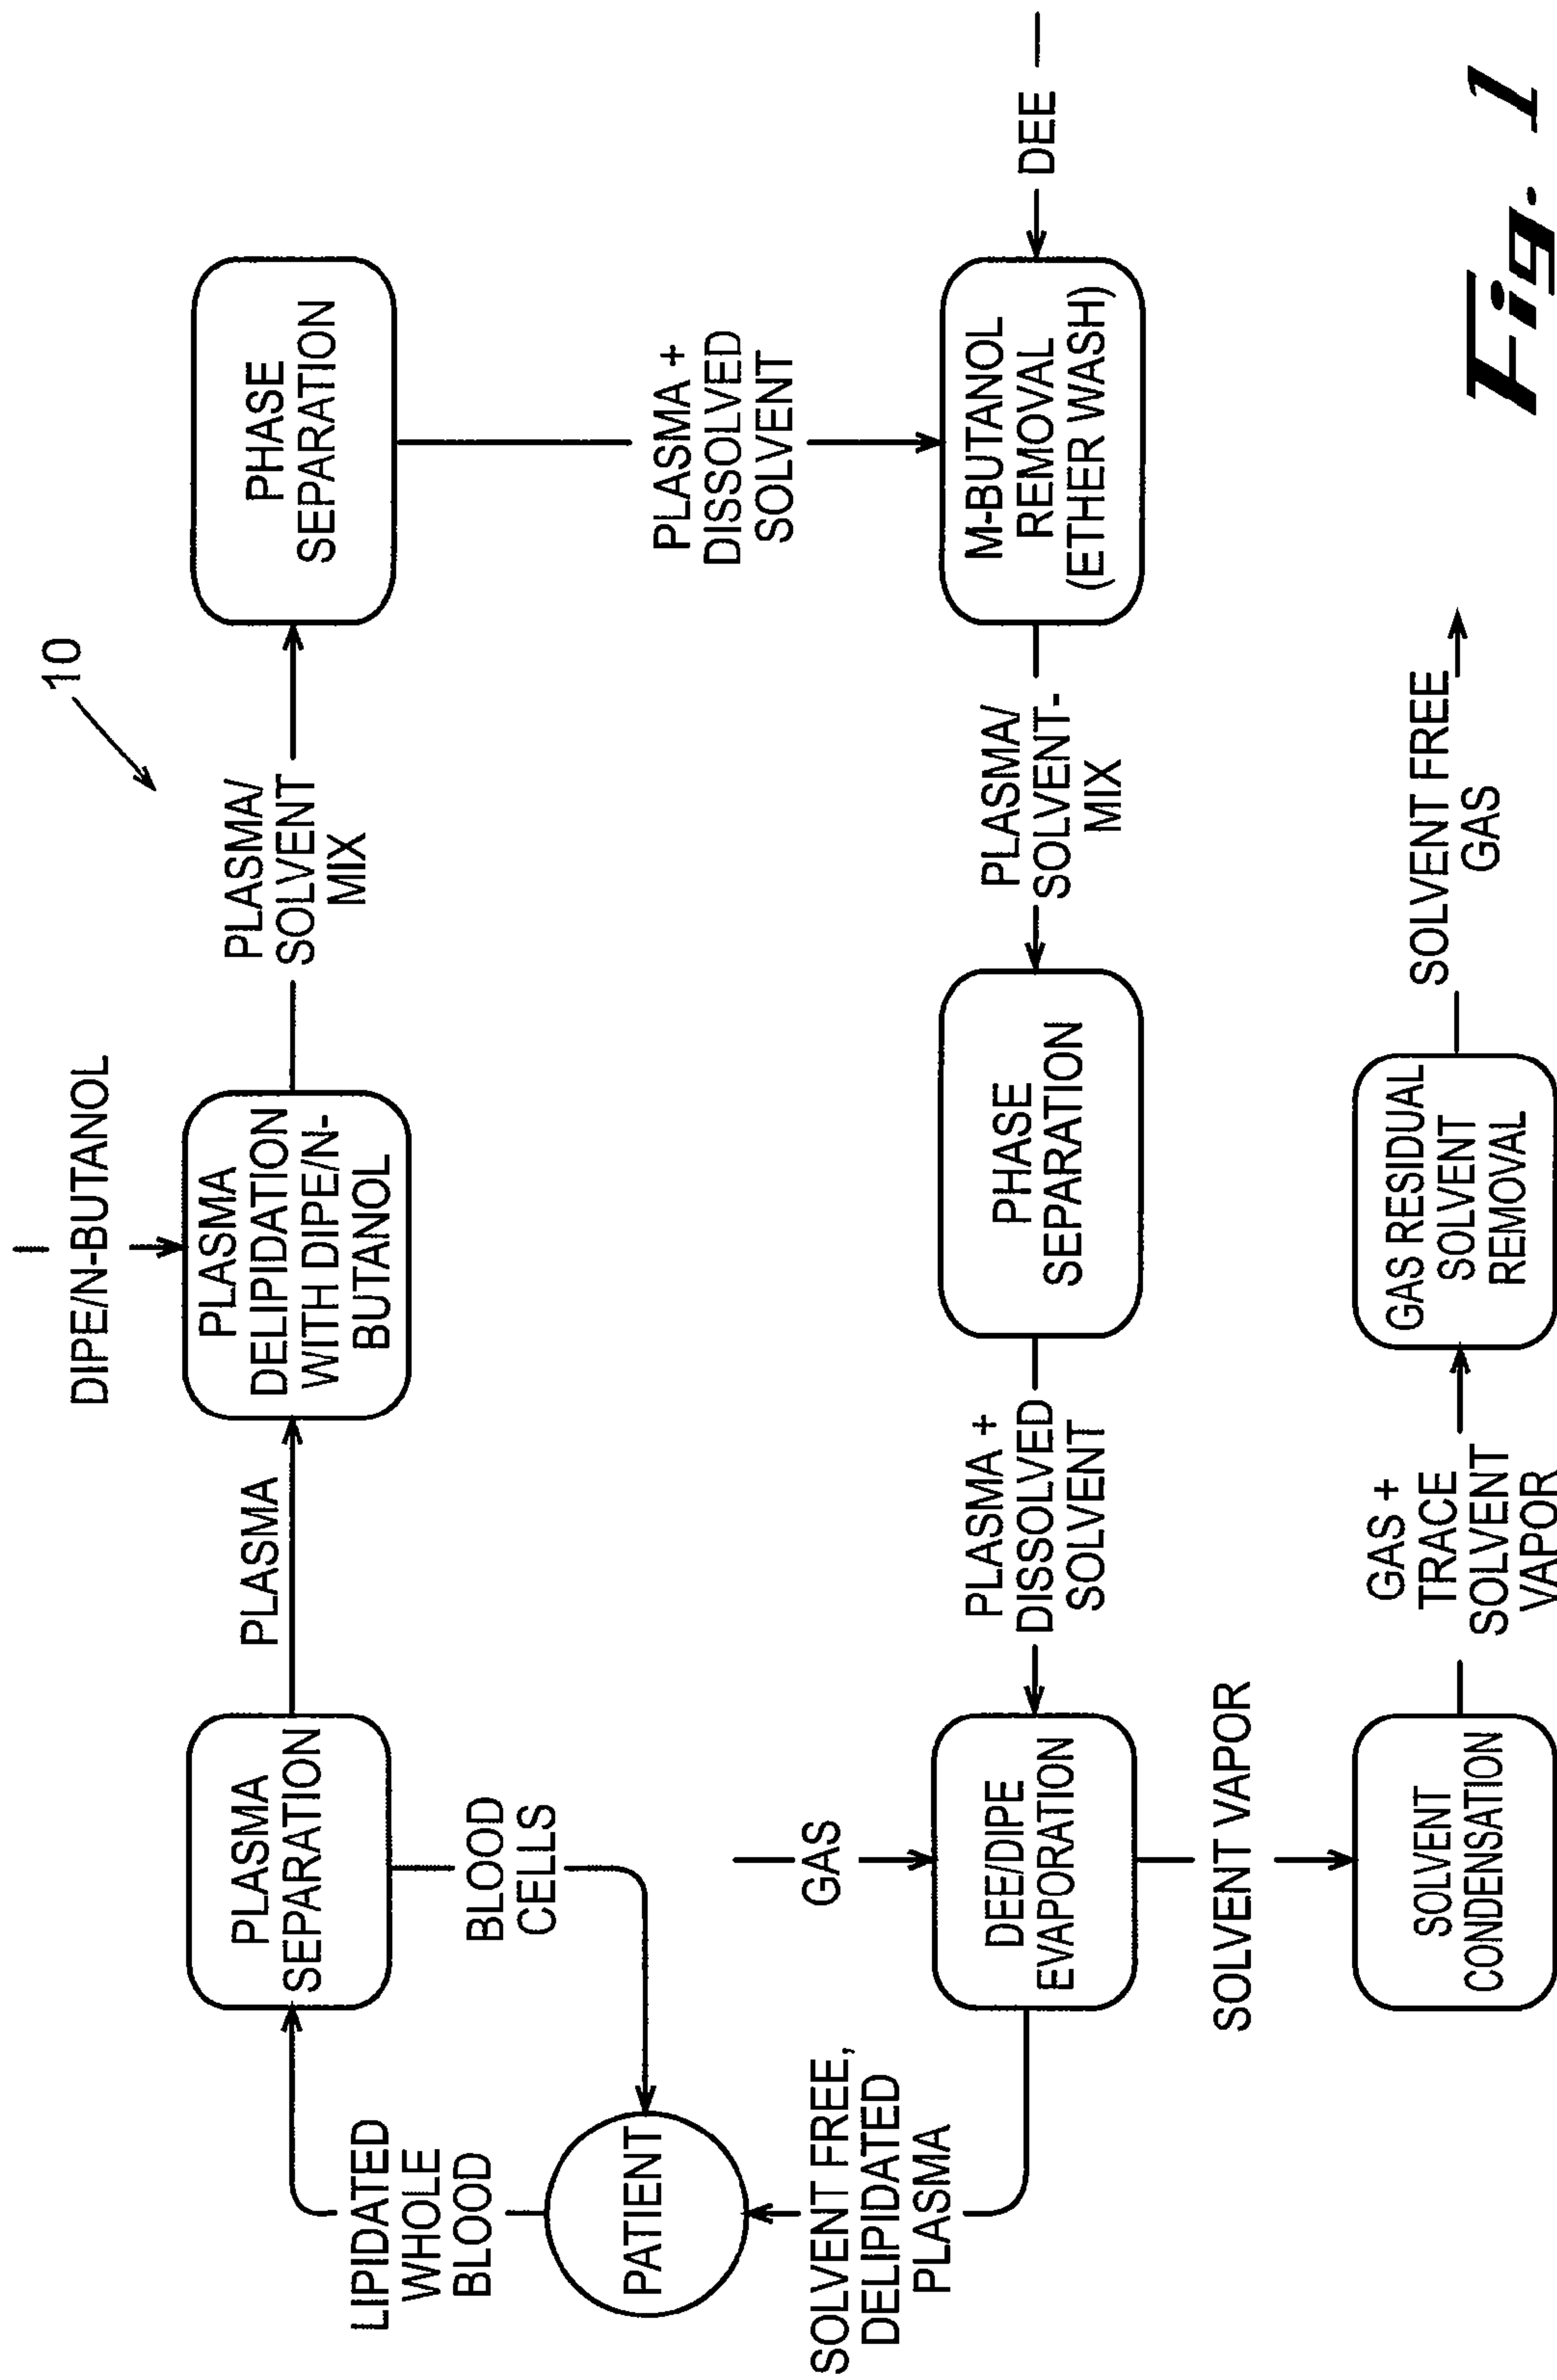 10
DIPE/N-BUTANOL
LIPIDATED
WHOLE
BLOOD
PLASMA
SEPARATION
PLASMA
PLASMA
DELIPIDATION
WITH DIPE/N-
BUTANOL
PLASMA/
SOLVENT
MIX
PHASE
SEPARATION
BLOOD
CELLS
PATIENT
PLASMA +
DISSOLVED
SOLVENT
SOLVENT FREE,
DELIPIDATED
PLASMA
GAS
DEE/DIPE
EVAPORATION
PLASMA +
DISSOLVED
SOLVENT
PHASE
SEPARATION
PLASMA/
SOLVENT-
MIX
M-BUTANOL
REMOVAL
(ETHER WASH)
DEE
SOLVENT VAPOR
SOLVENT
CONDENSATION
GAS +
TRACE
SOLVENT
VAPOR
GAS RESIDUAL
SOLVENT
REMOVAL
SOLVENT FREE
GAS
Fig. 1